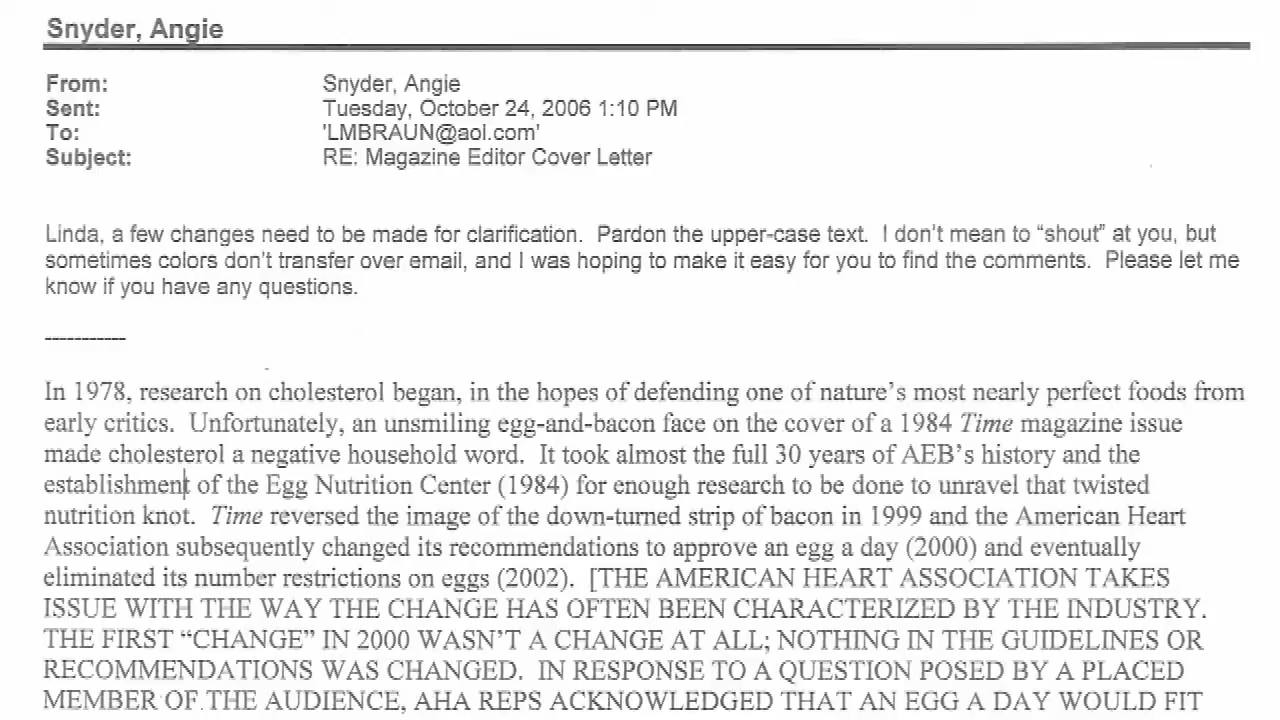 Snyder, Angie
From: Snyder, Angie
Sent: Tuesday, October 24, 2006 1:10 PM
To: 'LMBRAUN@aol.com'
Subject: RE: Magazine Editor Cover Letter
Linda, a few changes need to be made for clarification.  Pardon the upper-case text.  I don't mean to “shout” at you, but
sometimes colors don't transfer over email, and I was hoping to make it easy for you to find the comments.  Please let me
know if you have any questions.
-----------
In 1978, research on cholesterol began, in the hopes of defending one of nature's most nearly perfect foods from
early critics.  Unfortunately, an unsmiling egg-and-bacon face on the cover of a 1984 Time magazine issue
made cholesterol a negative household word.  It took almost the full 30 years of AEB's history and the
establishment of the Egg Nutrition Center (1984) for enough research to be done to unravel that twisted
nutrition knot.  Time reversed the image of the down-turned strip of bacon in 1999 and the American Heart
Association subsequently changed its recommendations to approve an egg a day (2000) and eventually
eliminated its number restrictions on eggs (2002).  [THE AMERICAN HEART ASSOCIATION TAKES
ISSUE WITH THE WAY THE CHANGE HAS OFTEN BEEN CHARACTERIZED BY THE INDUSTRY.
THE FIRST “CHANGE” IN 2000 WASN'T A CHANGE AT ALL; NOTHING IN THE GUIDELINES OR
RECOMMENDATIONS WAS CHANGED.  IN RESPONSE TO A QUESTION POSED BY A PLACED
MEMBER OF THE AUDIENCE, AHA REPS ACKNOWLEDGED THAT AN EGG A DAY WOULD FIT